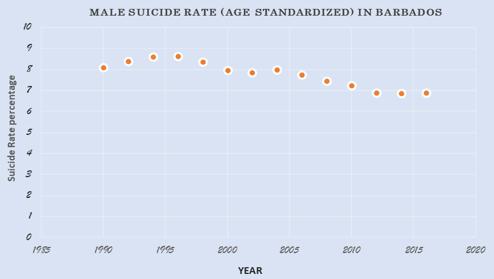 MALE SUICIDE RATE (AGE STANDARDIZED) IN BARBADOS
10
9
8
7
6
5
4
3
2
1
0
Suicide Rate percentage
1985 1990 1995 2000 2005 2010 2015 2020
YEAR